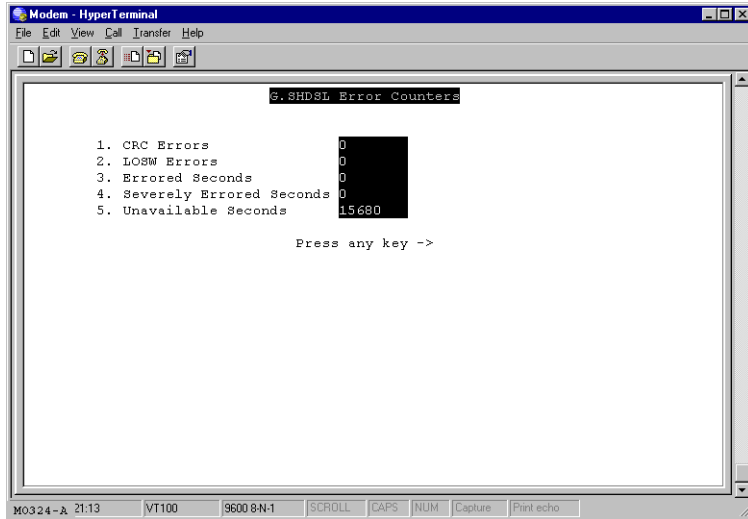 Modem - HyperTerminal
File Edit View Call Transfer Help
G.SHDSL Error Counters
1. CRC Errors 0
2. LOSW Errors 0
3. Errored Seconds 0
4. Severely Errored Seconds 0
5. Unavailable Seconds 15680
Press any key ->
M0324-A 21:13 VT100 9600 8-N-1 SCROLL CAPS NUM Capture Print echo